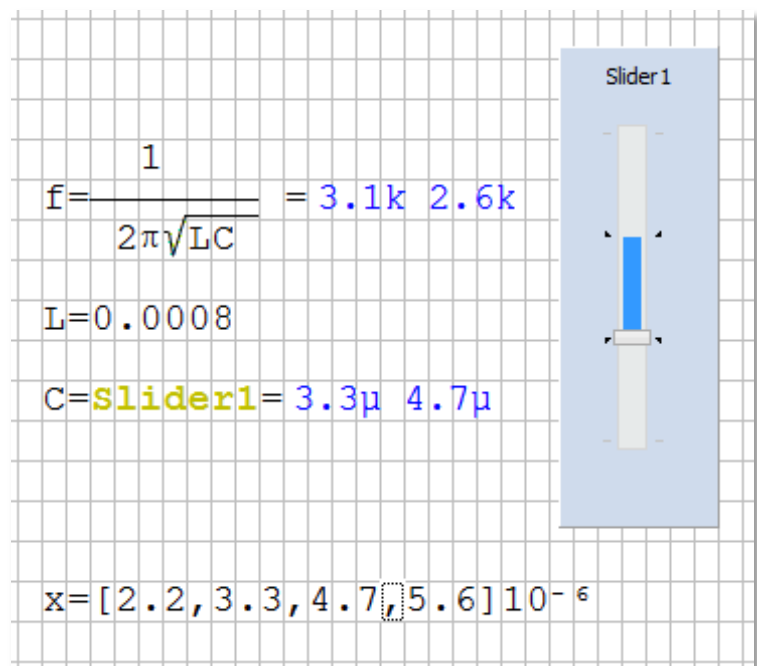 Slider1
f=1/(2π√LC) =3.1k 2.6k
L=0.0008
C=Slider1=3.3μ 4.7μ
x=[2.2,3.3,4.7,5.6]10⁻⁶